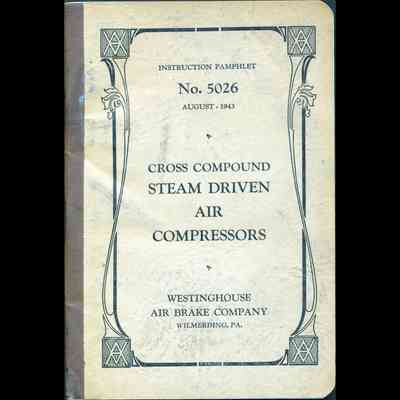 INSTRUCTION PAMPHLET
No. 5026
AUGUST - 1943
CROSS COMPOUND
STEAM DRIVEN
AIR
COMPRESSORS
WESTINGHOUSE
AIR BRAKE COMPANY
WILMERDING, PA.